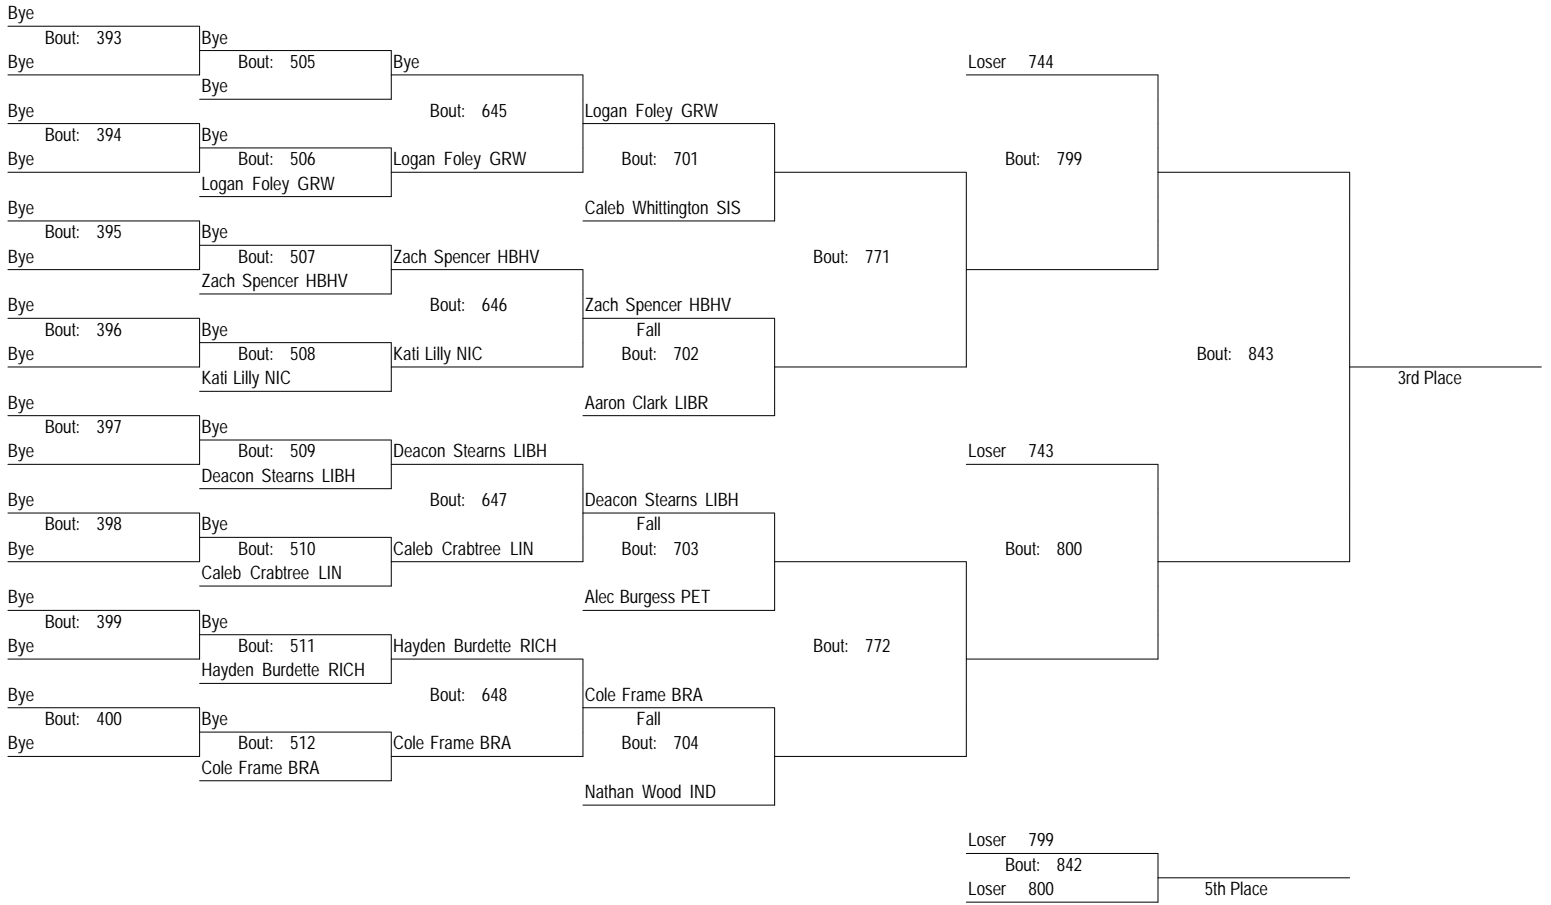 Bye
Bout: 393
Bye
Bye
Bout: 505
Bye
Bye
Loser 744
Bye
Bout: 394
Bye
Bye
Bout: 506
Logan Foley GRW
Bout: 645
Logan Foley GRW
Logan Foley GRW
Bout: 701
Caleb Whittington SIS
Bout: 799
Bye
Bout: 395
Bye
Bye
Bout: 507
Zach Spencer HBHV
Zach Spencer HBHV
Bout: 771
Bye
Bout: 396
Bye
Bye
Bout: 508
Kati Lilly NIC
Bout: 646
Kati Lilly NIC
Zach Spencer HBHV
Fall
Bout: 702
Aaron Clark LIBR
Bout: 843
3rd Place
Bye
Bout: 397
Bye
Bye
Bout: 509
Deacon Stearns LIBH
Deacon Stearns LIBH
Loser 743
Bye
Bout: 398
Bye
Bye
Bout: 510
Caleb Crabtree LIN
Bout: 647
Caleb Crabtree LIN
Deacon Stearns LIBH
Fall
Bout: 703
Alec Burgess PET
Bout: 800
Bye
Bout: 399
Bye
Bye
Bout: 511
Hayden Burdette RICH
Hayden Burdette RICH
Bout: 772
Bye
Bout: 400
Bye
Bye
Bout: 512
Cole Frame BRA
Bout: 648
Cole Frame BRA
Cole Frame BRA
Fall
Bout: 704
Nathan Wood IND
Loser 799
Bout: 842
Loser 800
5th Place